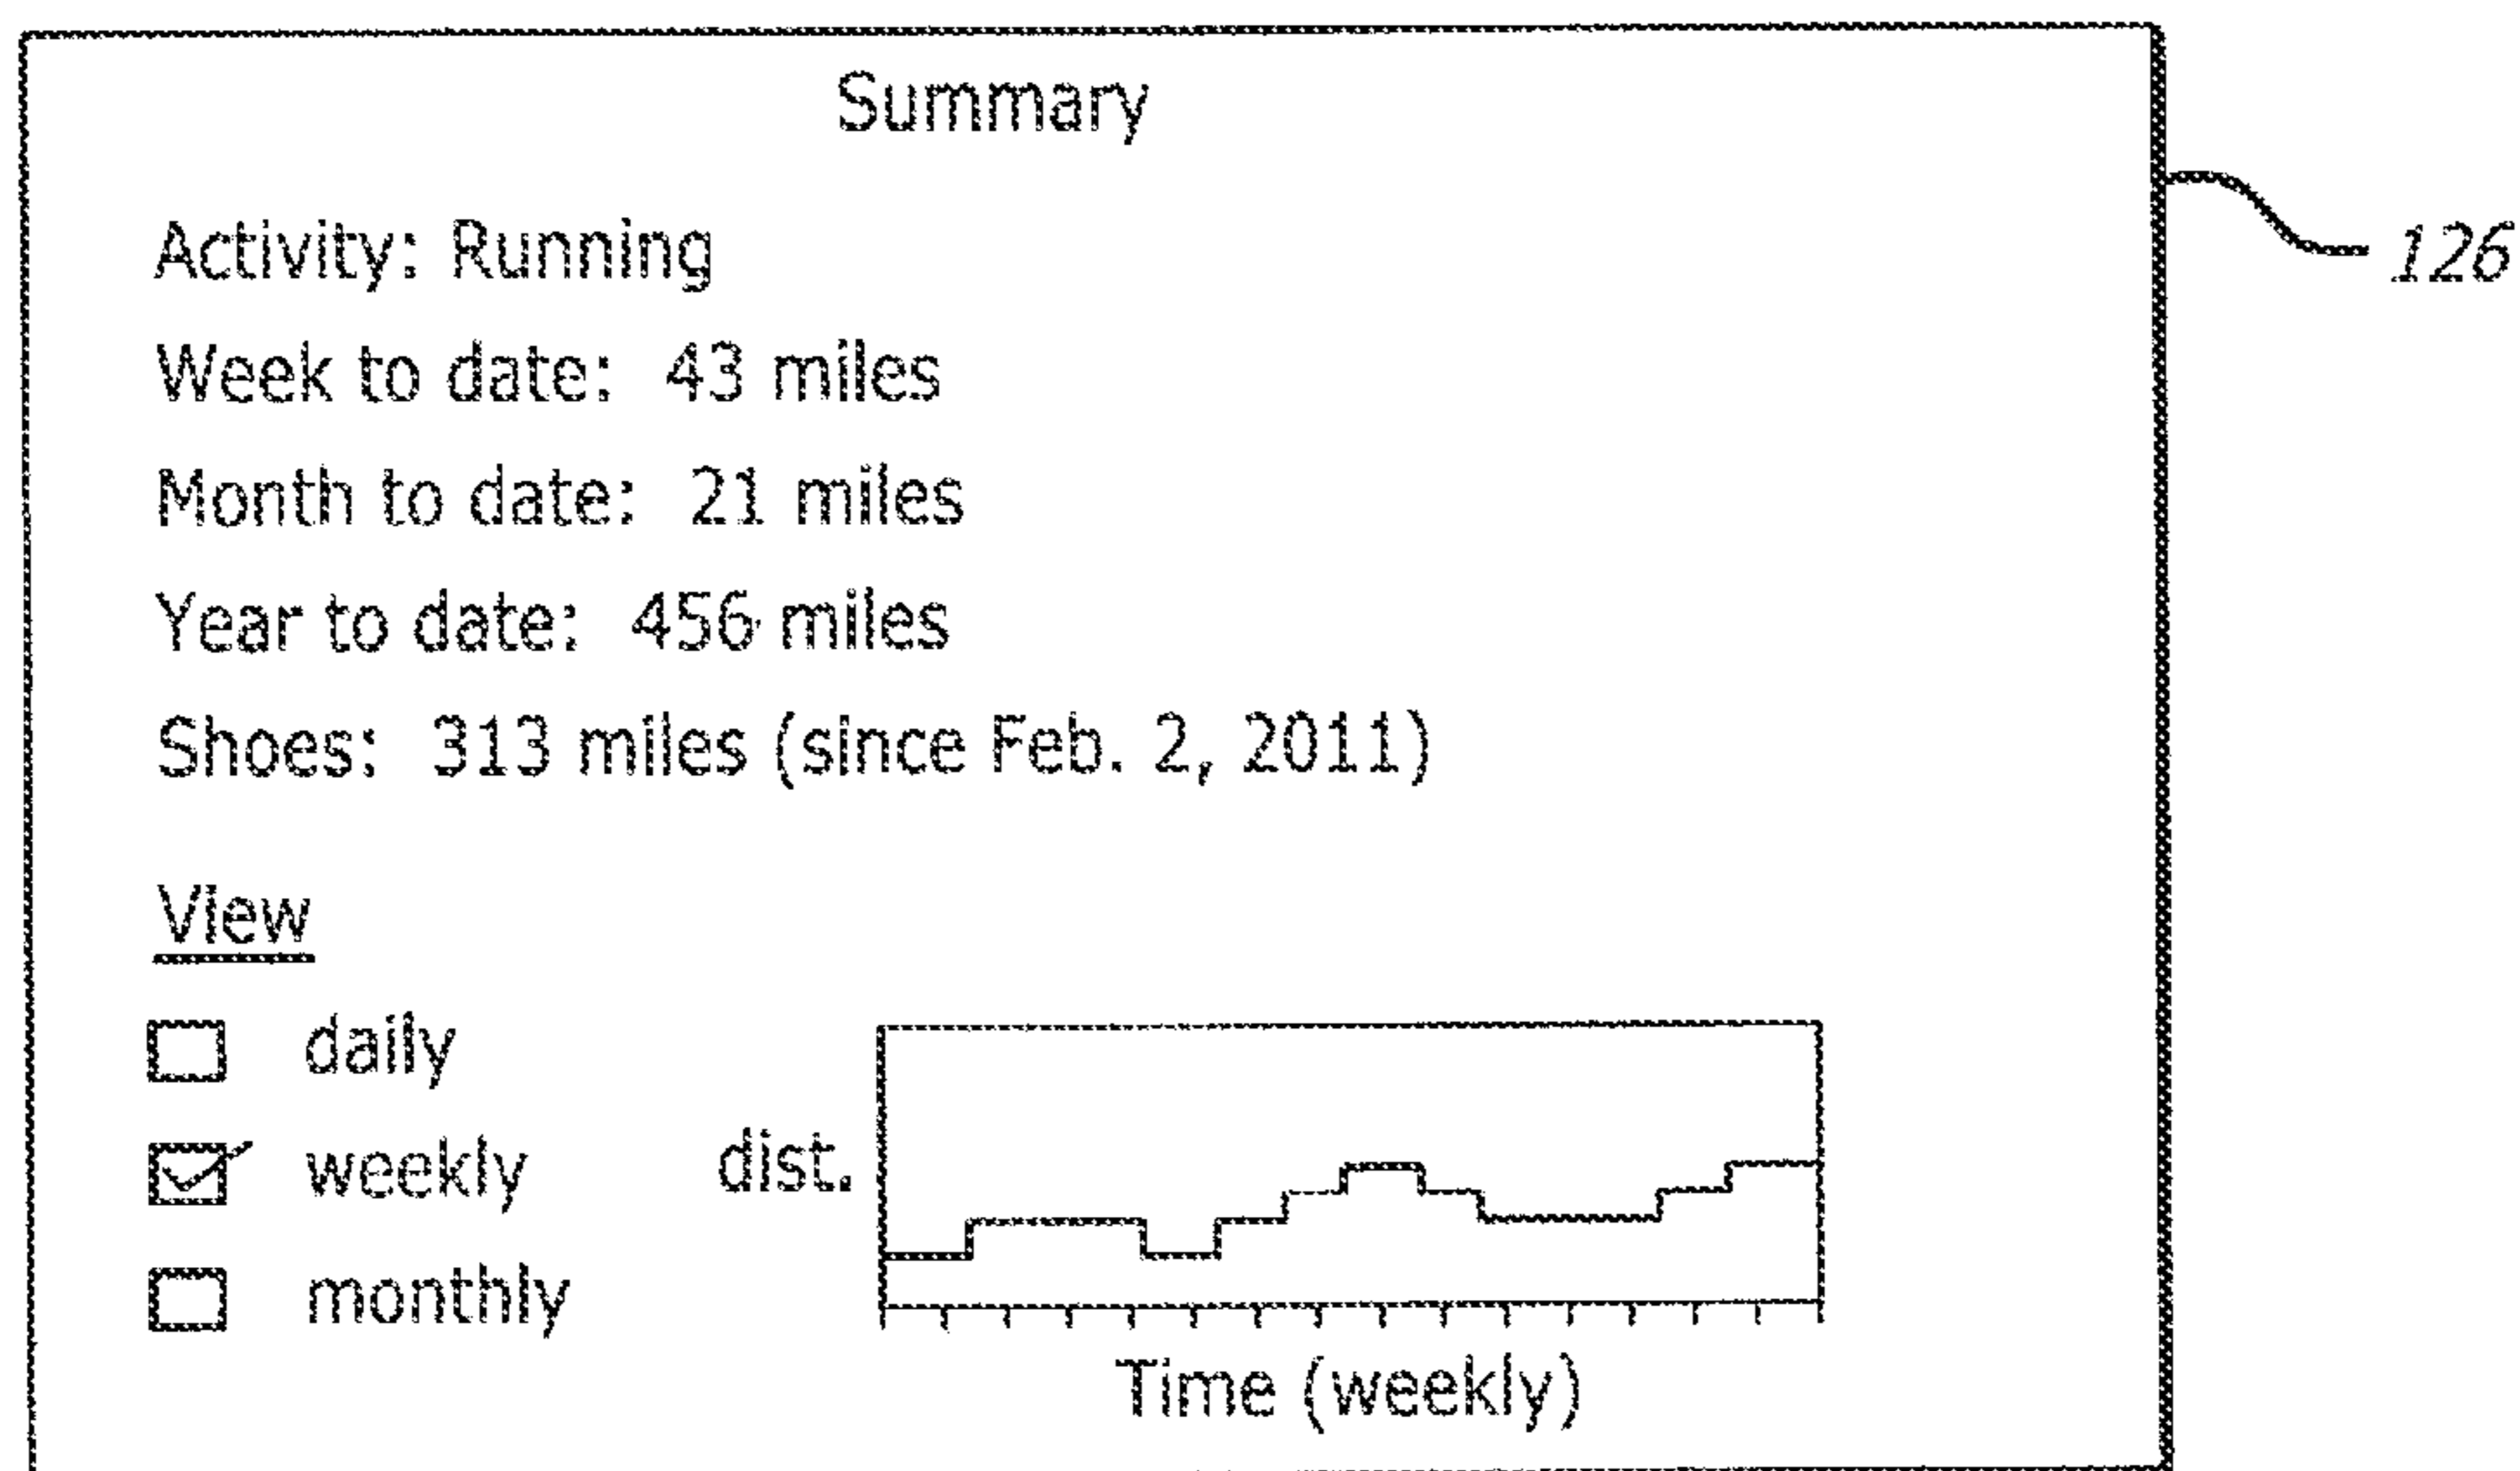 Summary
126
Activity: Running
Week to date: 43 miles
Month to date: 21 miles
Year to date: 456 miles
Shoes: 313 miles (since Feb. 2, 2011)
View
daily
weekly
monthly
dist.
Time (weekly)